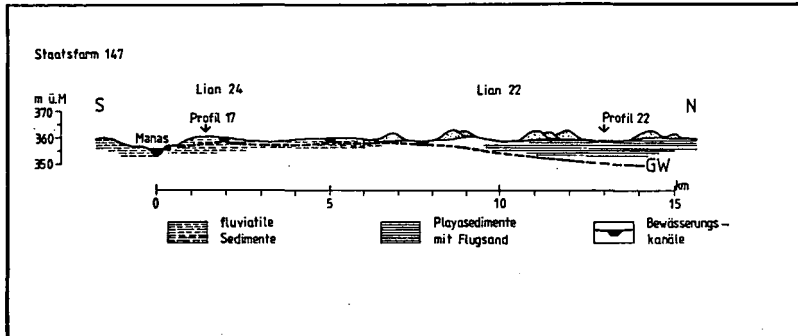 Staatsfarm 147
Lian 24
Lian 22
m ü.M
S
N
370
360
350
Profil 17
Profil 22
Manas
GW
0
5
10
15
km
fluviatile
Sedimente
Playasedimente
mit Flugsand
Bewässerungs-
kanäle